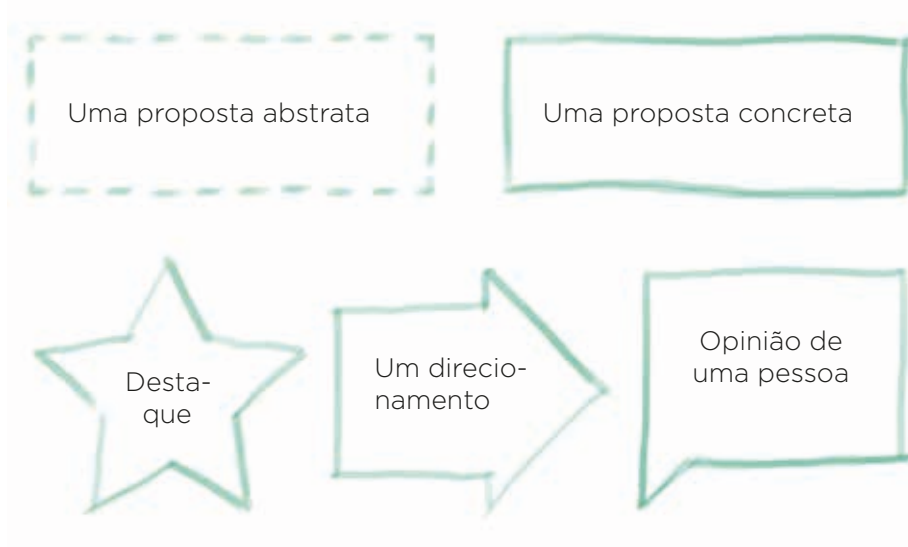 Uma proposta abstrata
Uma proposta concreta
Desta-
que
Um direcio-
namento
Opinião de
uma pessoa